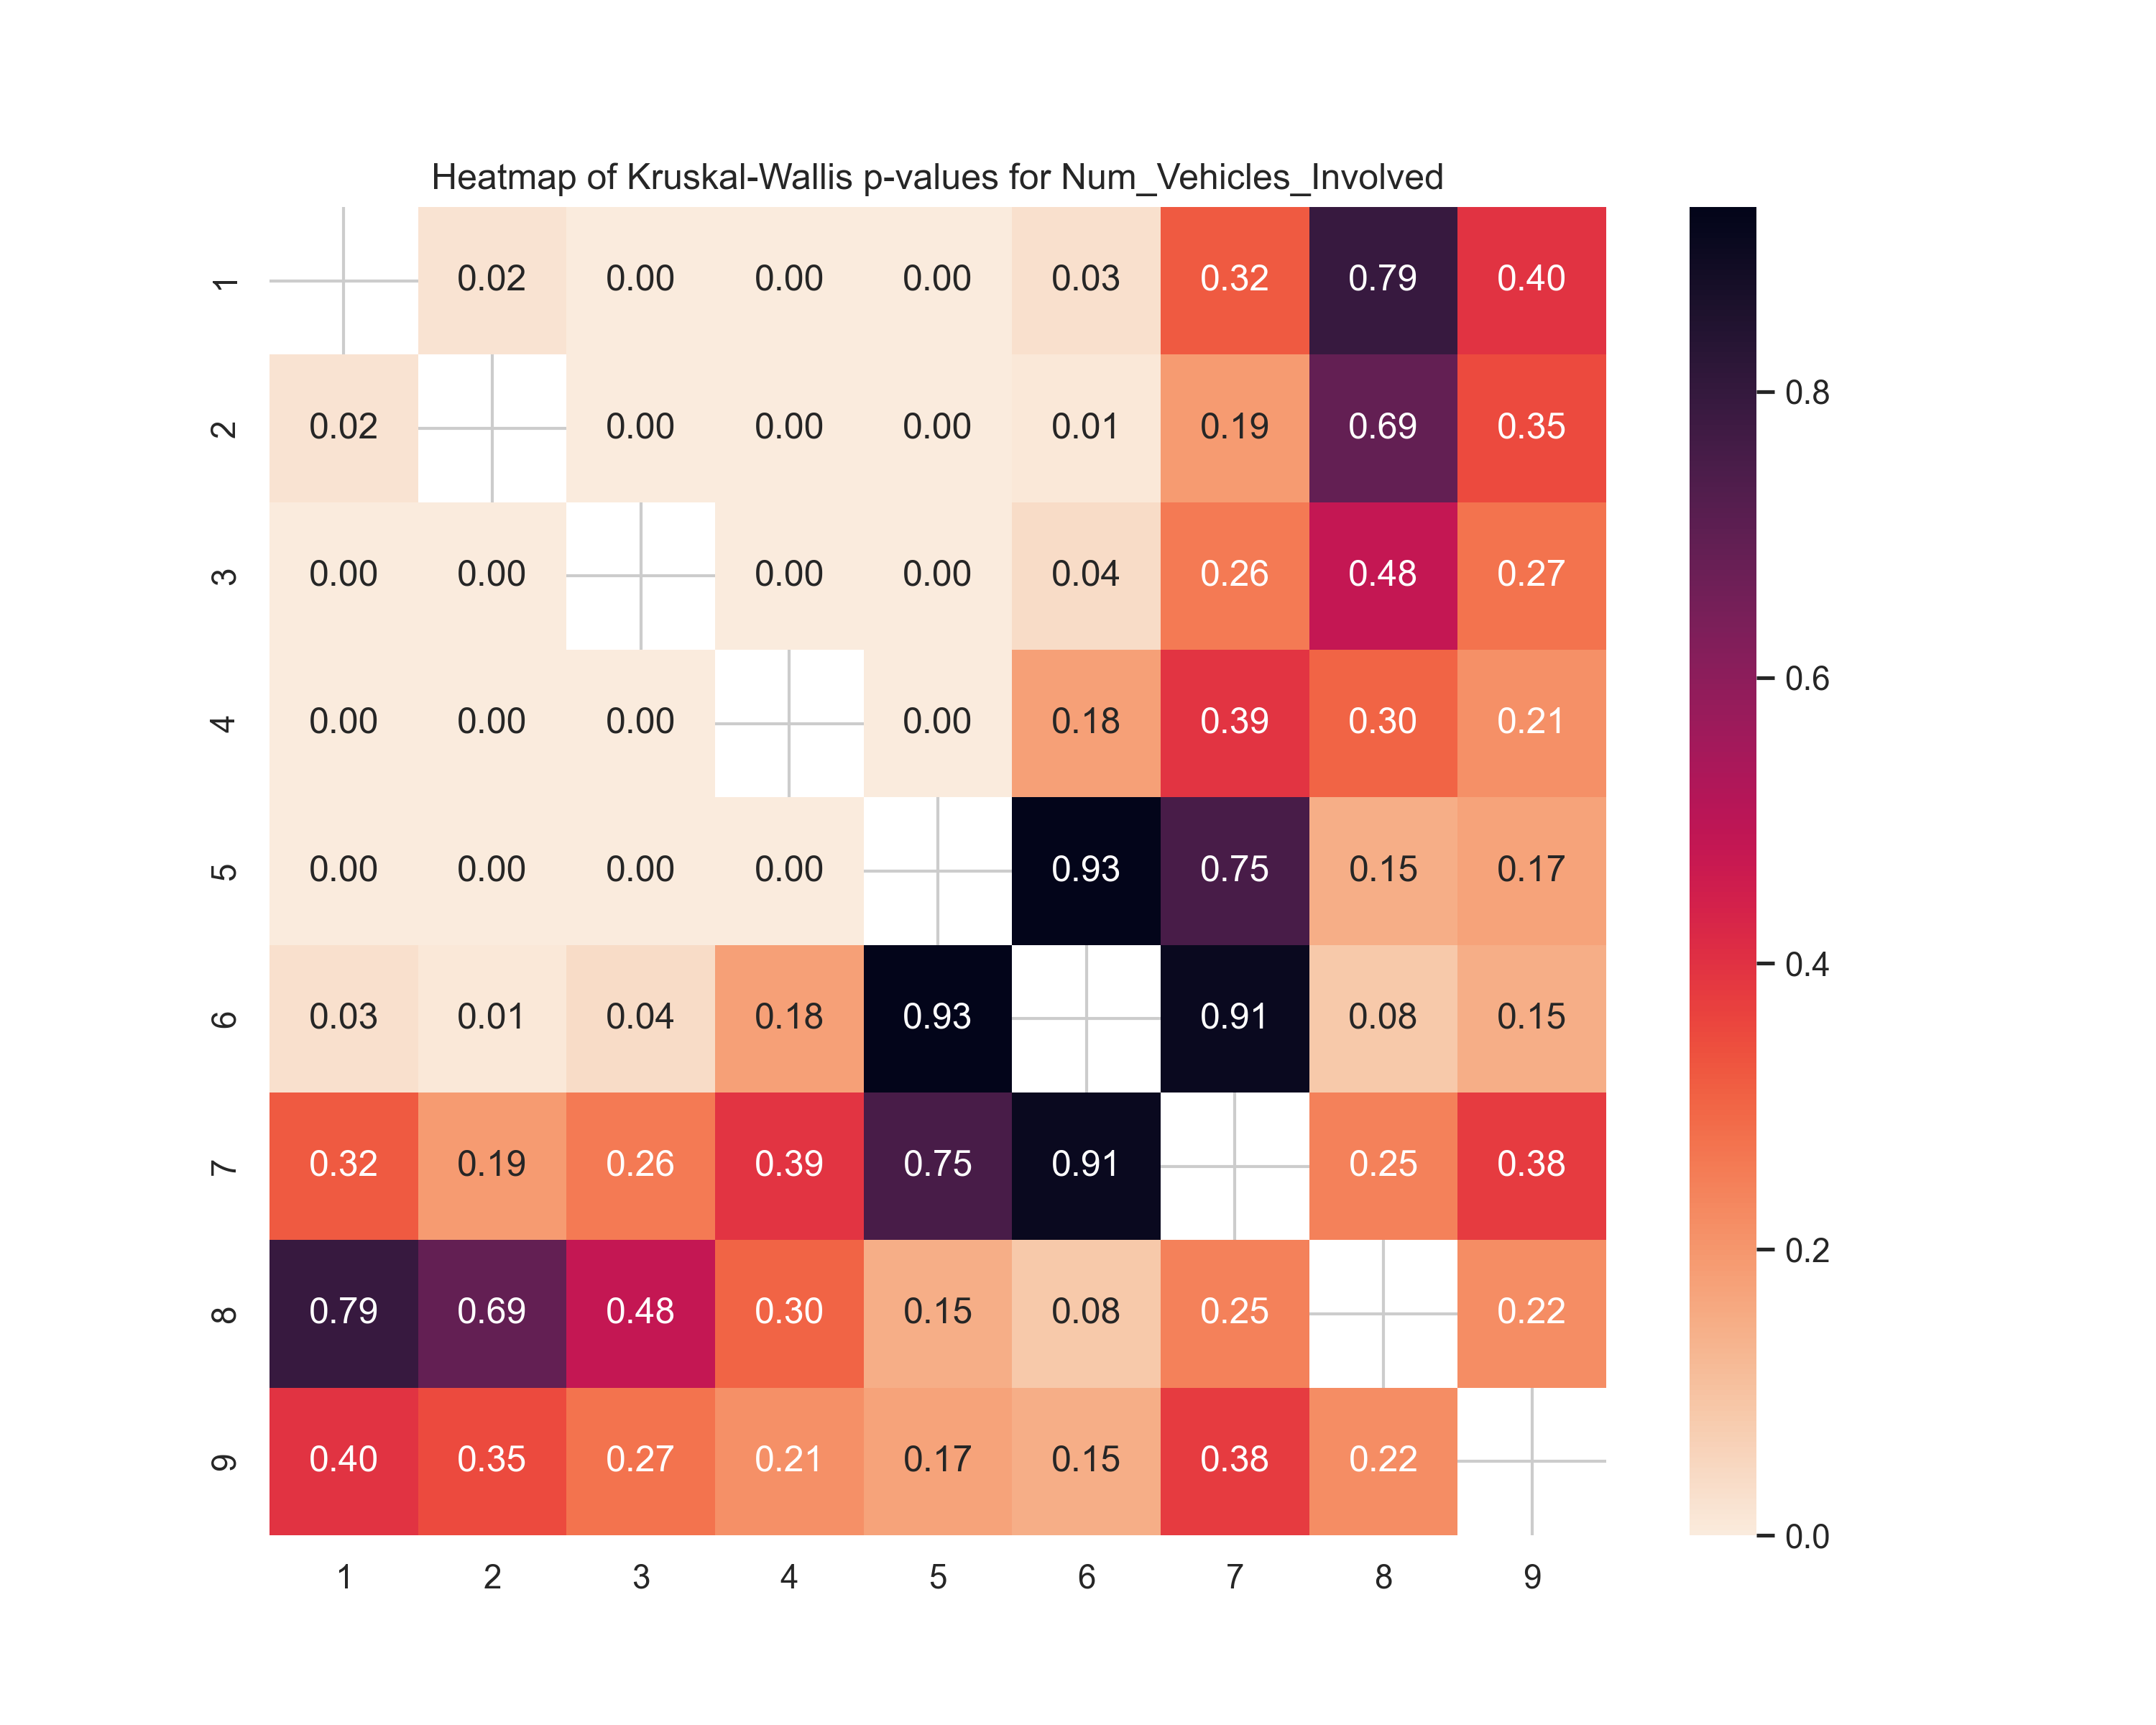 Heatmap of Kruskal-Wallis p-values for Num_Vehicles_Involved
1 0.02 0.00 0.00 0.00 0.03 0.32 0.79 0.40
2 0.02 0.00 0.00 0.00 0.01 0.19 0.69 0.35
3 0.00 0.00 0.00 0.00 0.04 0.26 0.48 0.27
4 0.00 0.00 0.00 0.00 0.18 0.39 0.30 0.21
5 0.00 0.00 0.00 0.00 0.93 0.75 0.15 0.17
6 0.03 0.01 0.04 0.18 0.93 0.91 0.08 0.15
7 0.32 0.19 0.26 0.39 0.75 0.91 0.25 0.38
8 0.79 0.69 0.48 0.30 0.15 0.08 0.25 0.22
9 0.40 0.35 0.27 0.21 0.17 0.15 0.38 0.22
1 2 3 4 5 6 7 8 9
0.8
0.6
0.4
0.2
0.0